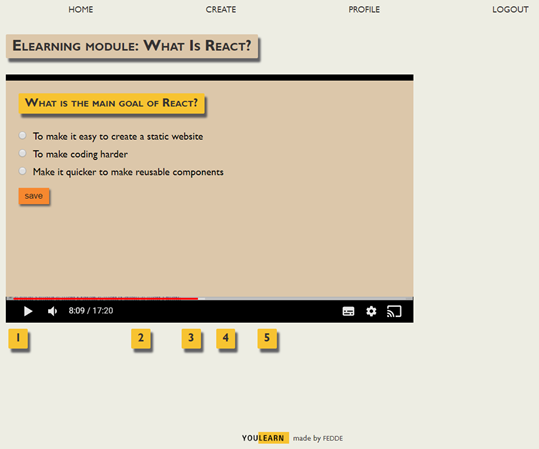 HOME CREATE PROFILE LOGOUT
Elearning module: What Is React?
What is the main goal of React?
To make it easy to create a static website
To make coding harder
Make it quicker to make reusable components
save
8:09 / 17:20
1 2 3 4 5
YOULEARN made by FEDDE